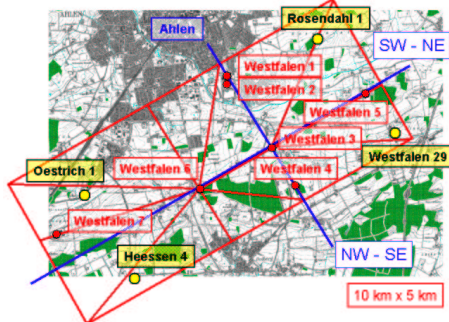 AHLEN
Rosendahl 1
Ahlen
SW - NE
Westfalen 1
Westfalen 2
Westfalen 5
Westfalen 3
Westfalen 29
Oestrich 1
Westfalen 6
Westfalen 4
Westfalen 7
Heessen 4
NW - SE
10 km x 5 km